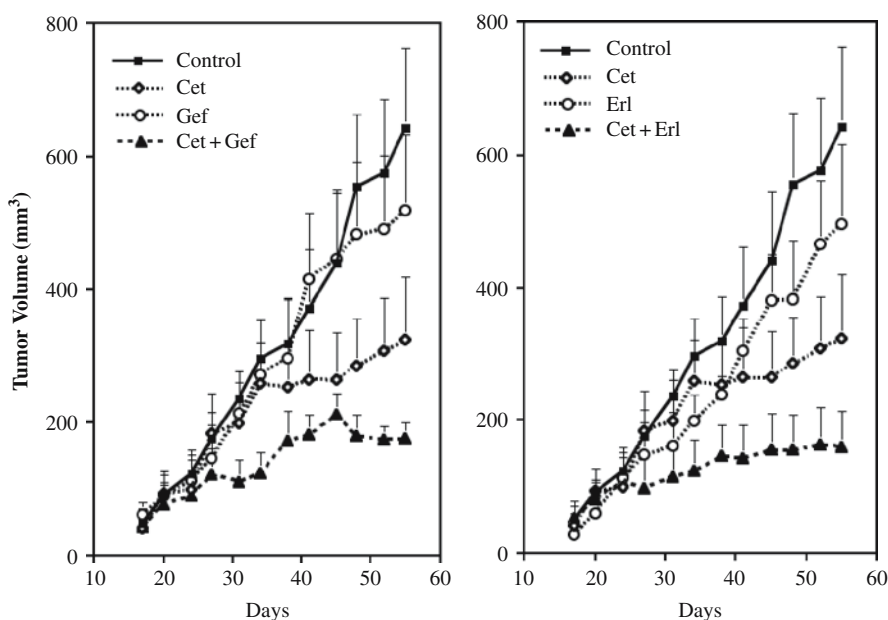 800
600
400
200
0
Tumor Volume (mm³)
Control
Cet
Gef
Cet + Gef
10 20 30 40 50 60
Days
800
600
400
200
0
Control
Cet
Erl
Cet + Erl
10 20 30 40 50 60
Days